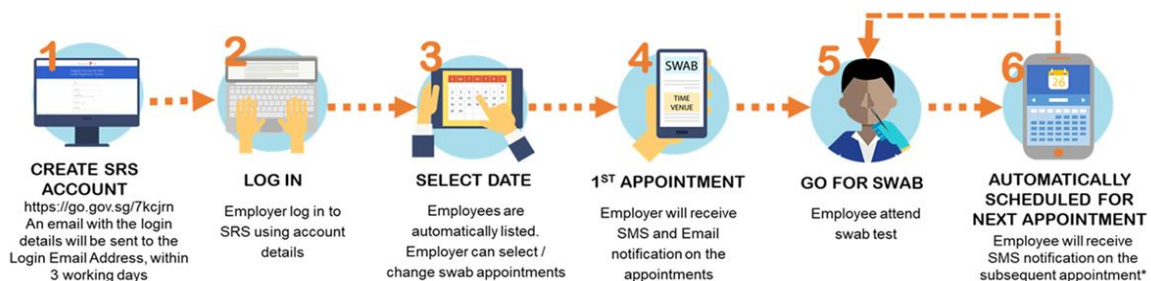 1
CREATE SRS
ACCOUNT
https://go.gov.sg/7kcjrn
An email with the login
details will be sent to the
Login Email Address, within
3 working days
2
LOG IN
Employer log in to
SRS using account
details
3
SELECT DATE
Employees are
automatically listed.
Employer can select /
change swab appointments
4
SWAB
TIME
VENUE
1ST APPOINTMENT
Employer will receive
SMS and Email
notification on the
appointments
5
GO FOR SWAB
Employee attend
swab test
6
26
AUTOMATICALLY
SCHEDULED FOR
NEXT APPOINTMENT
Employee will receive
SMS notification on the
subsequent appointment*